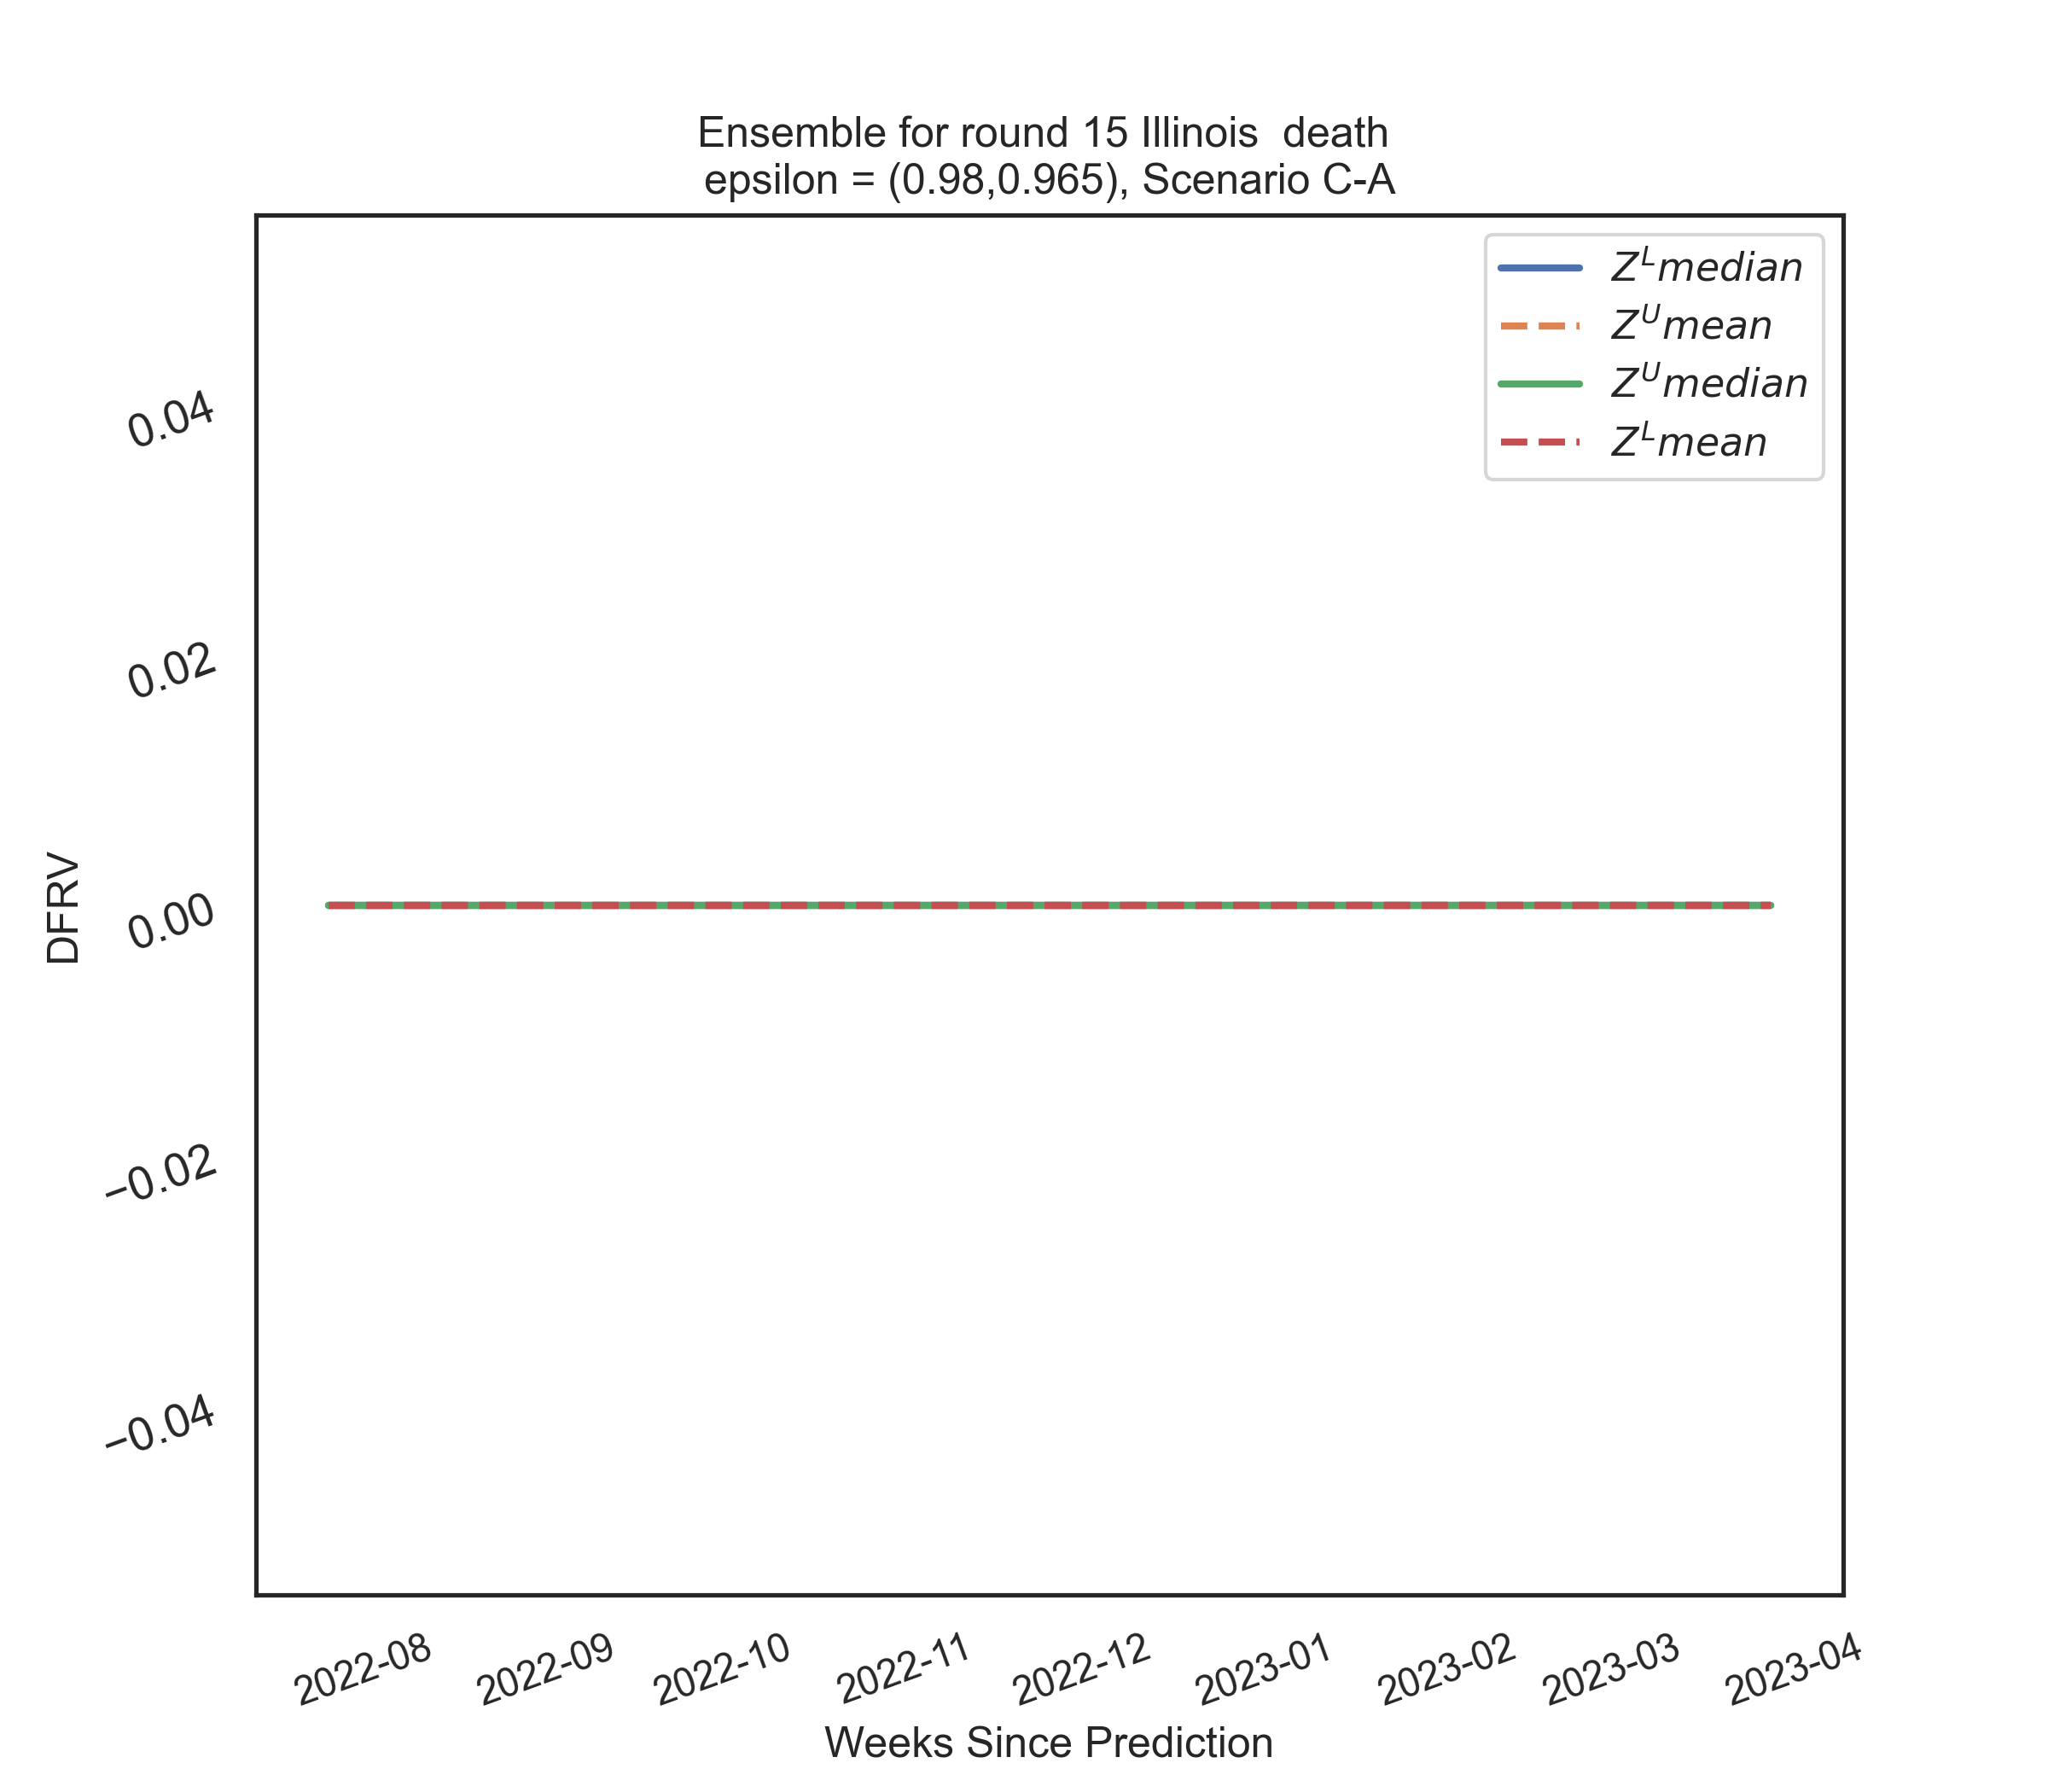 Ensemble for round 15 Illinois  death
epsilon = (0.98,0.965), Scenario C-A
Z^L median
Z^U mean
Z^U median
Z^L mean
0.04
0.02
0.00
−0.02
−0.04
DFRV
2022-08
2022-09
2022-10
2022-11
2022-12
2023-01
2023-02
2023-03
2023-04
Weeks Since Prediction